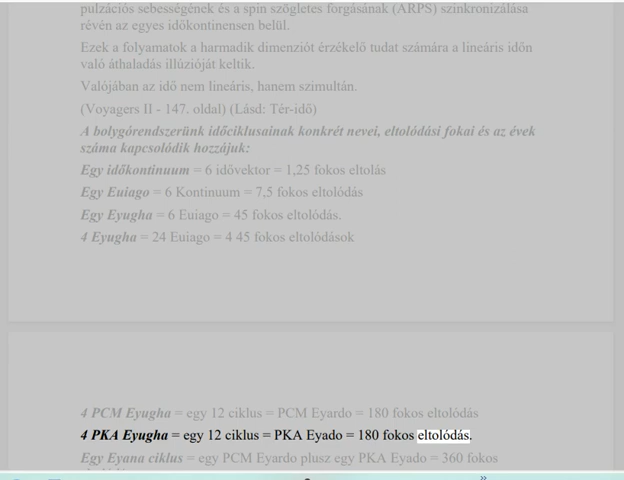 pulzációs sebességének és a spin szögletes forgásának (ARPS) szinkronizálása
révén az egyes időkontinensen belül.
Ezek a folyamatok a harmadik dimenziót érzékelő tudat számára a lineáris időn
való áthaladás illúzióját keltik.
Valójában az idő nem lineáris, hanem szimultán.
(Voyagers II - 147. oldal) (Lásd: Tér-idő)
A bolygórendszerünk időciklusainak konkrét nevei, eltolódási fokai és az évek
száma kapcsolódik hozzájuk:
Egy időkontinuum = 6 idővektor = 1,25 fokos eltolás
Egy Euiago = 6 Kontinuum = 7,5 fokos eltolódás
Egy Eyugha = 6 Euiago = 45 fokos eltolódás.
4 Eyugha = 24 Euiago = 4 45 fokos eltolódások
4 PCM Eyugha = egy 12 ciklus = PCM Eyardo = 180 fokos eltolódás
4 PKA Eyugha = egy 12 ciklus = PKA Eyado = 180 fokos eltolódás.
Egy Eyana ciklus = egy PCM Eyardo plusz egy PKA Eyado = 360 fokos